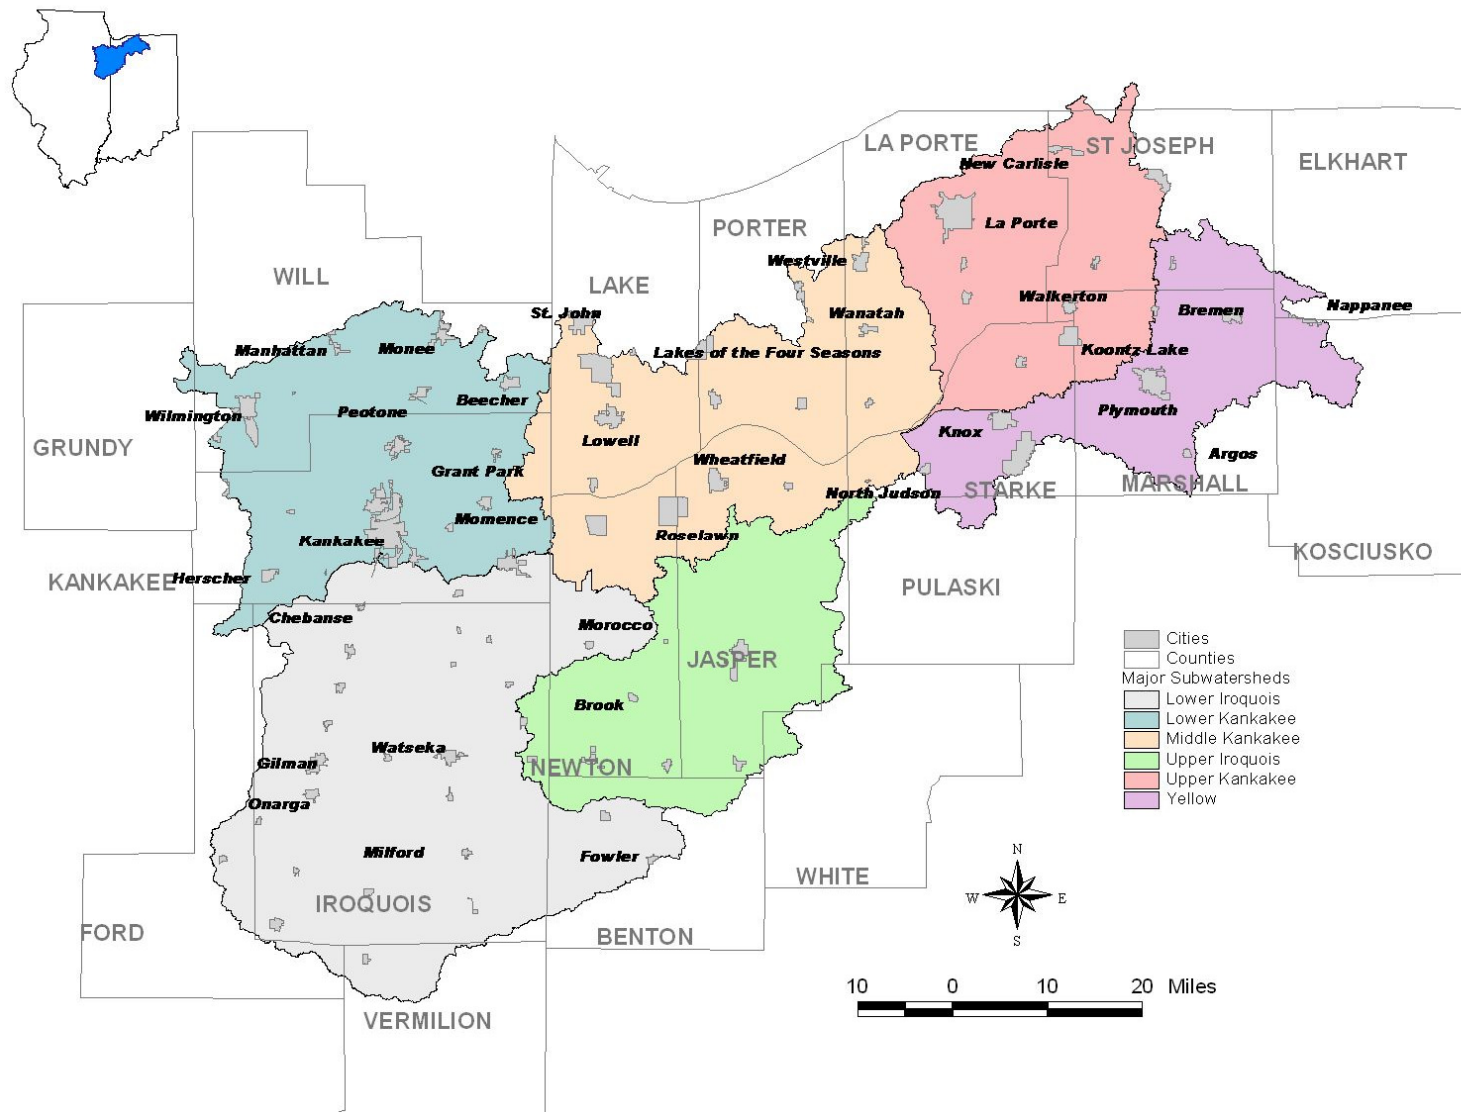 LA PORTE
ST JOSEPH
ELKHART
New Carlisle
PORTER
La Porte
WILL
LAKE
Westville
Walkerton
Bremen
Nappanee
St. John
Wanatah
Manhattan
Monee
Lakes of the Four Seasons
Koontz Lake
Beecher
Wilmington
Peotone
Plymouth
GRUNDY
Lowell
Knox
Argos
Grant Park
Wheatfield
North Judson
STARKE
MARSHALL
Momence
Kankakee
Roselawn
KOSCIUSKO
KANKAKEE
Herscher
PULASKI
Chebanse
Morocco
JASPER
Brook
Watseka
Gilman
NEWTON
Onarga
Milford
Fowler
WHITE
IROQUOIS
FORD
BENTON
VERMILION
Cities
Counties
Major Subwatersheds
Lower Iroquois
Lower Kankakee
Middle Kankakee
Upper Iroquois
Upper Kankakee
Yellow
N
W
E
S
10 0 10 20 Miles